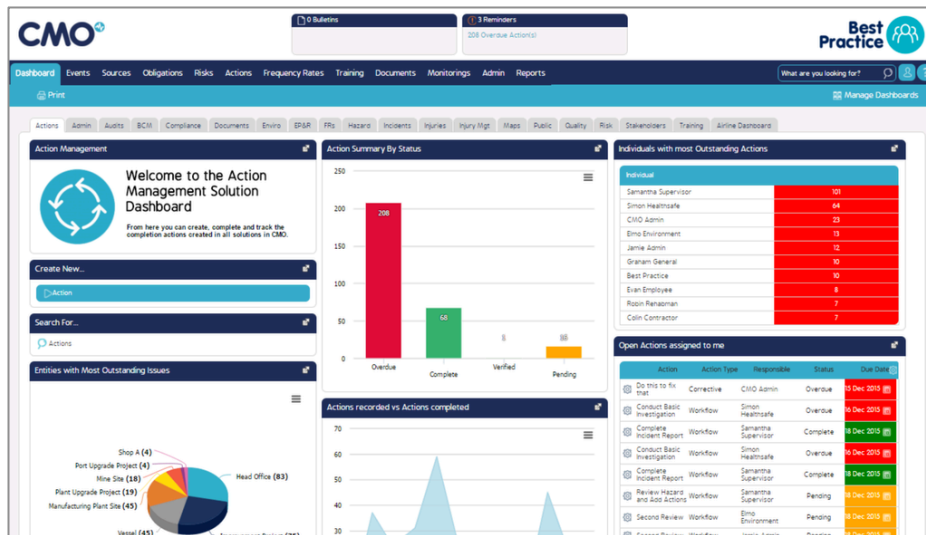 CMO
0 Bulletins
3 Reminders
208 Overdue Action(s)
Best
Practice
Dashboard Events Sources Obligations Risks Actions Frequency Rates Training Documents Monitorings Admin Reports
What are you looking for?
Print
Manage Dashboards
Actions Admin Audits BCM Compliance Documents Enviro EP&R FRs Hazard Incidents Injuries Injury Mgt Maps Public Quality Risk Stakeholders Training Airline Dashboard
Action Management
Welcome to the Action
Management Solution
Dashboard
From here you can create, complete and track the
completion actions created in all solutions in CMO.
Create New...
Action
Search For...
Actions
Entities with Most Outstanding Issues
Shop A (4)
Port Upgrade Project (4)
Mine Site (18)
Plant Upgrade Project (19)
Manufacturing Plant Site (45)
Vessel (45)
Head Office (83)
Action Summary By Status
250
200
150
100
50
0
208
68
Overdue
Complete
Verified
Pending
Actions recorded vs Actions completed
70
60
50
40
30
Individuals with most Outstanding Actions
Individual
Samantha Supervisor 101
Simon Healthsafe 64
CMO Admin 23
Elmo Environment 13
Jamie Admin 12
Graham General 10
Best Practice 10
Evan Employee 8
Robin Rehabman 7
Colin Contractor 7
Open Actions assigned to me
Action Action Type Responsible Status Due Date
Do this to fix
that
Corrective CMO Admin Overdue 15 Dec 2015
Conduct Basic
Investigation
Workflow Simon
Healthsafe
Overdue 16 Dec 2015
Complete
Incident Report
Workflow Samantha
Supervisor
Complete 18 Dec 2015
Conduct Basic
Investigation
Workflow Simon
Healthsafe
Overdue 16 Dec 2015
Complete
Incident Report
Workflow Samantha
Supervisor
Complete 18 Dec 2015
Review Hazard
and Add Actions
Workflow Samantha
Supervisor
Pending 18 Dec 2015
Second Review Workflow Elmo
Environment
Pending 18 Dec 2015